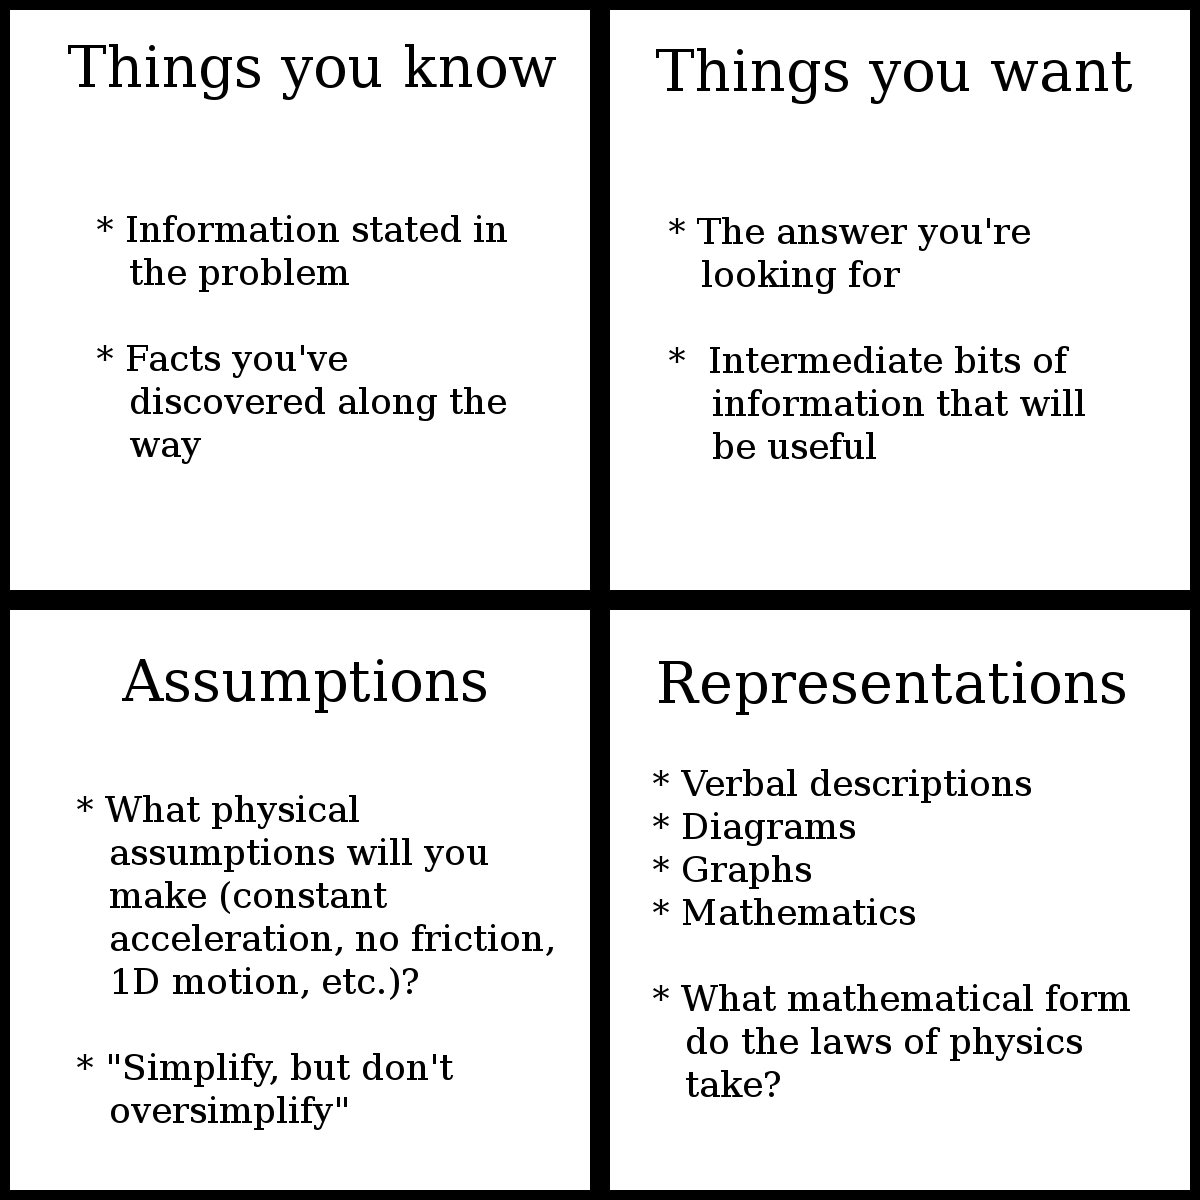 Things you know
* Information stated in
the problem
* Facts you've
discovered along the
way
Things you want
* The answer you're
looking for
* Intermediate bits of
information that will
be useful
Assumptions
* What physical
assumptions will you
make (constant
acceleration, no friction,
1D motion, etc.)?
* "Simplify, but don't
oversimplify"
Representations
* Verbal descriptions
* Diagrams
* Graphs
* Mathematics
* What mathematical form
do the laws of physics
take?